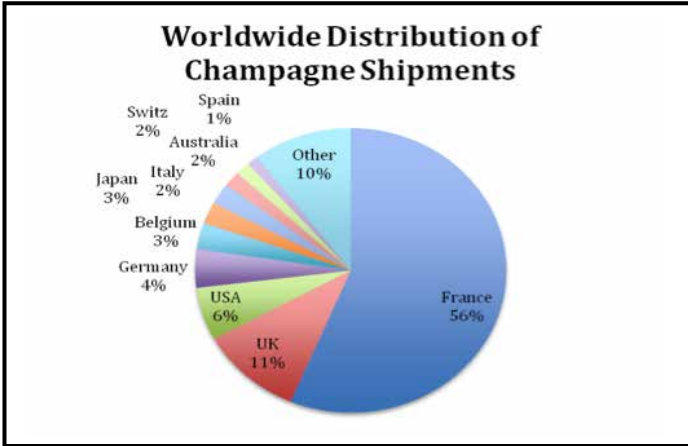 Worldwide Distribution of
Champagne Shipments
France
56%
UK
11%
USA
6%
Germany
4%
Belgium
3%
Japan
3%
Italy
2%
Switz
2%
Australia
2%
Spain
1%
Other
10%